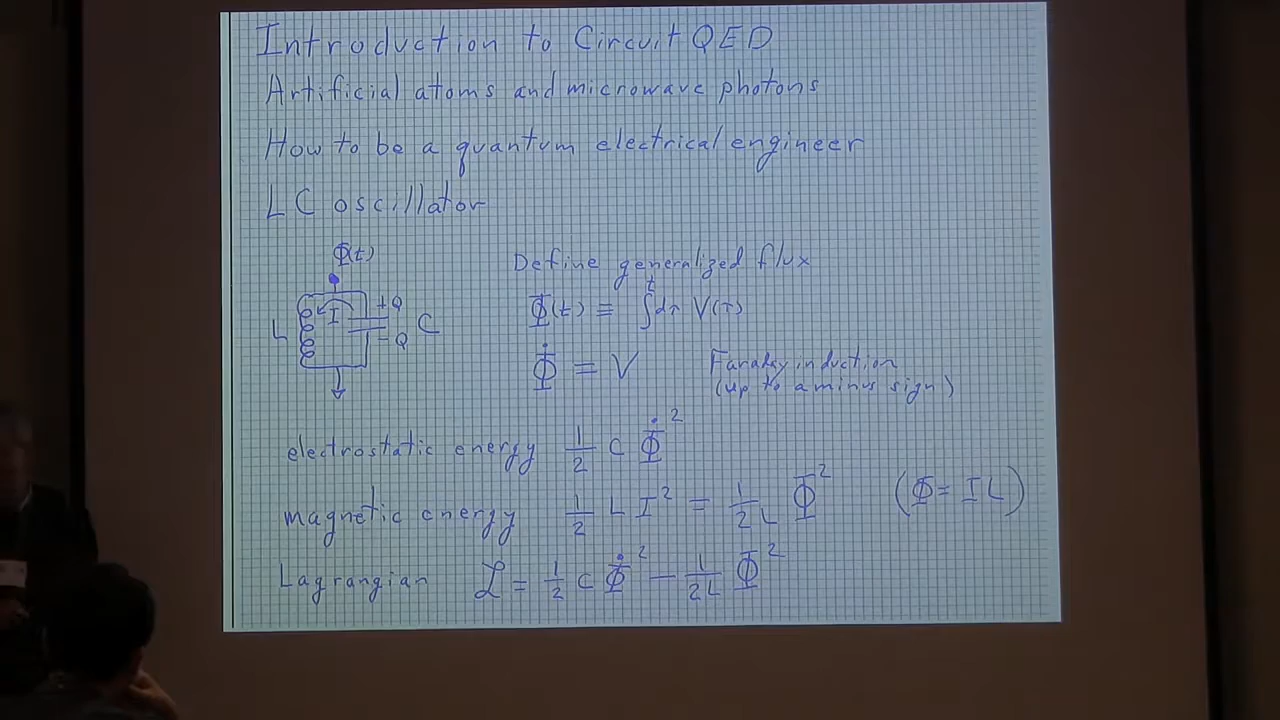 Introduction to Circuit QED
Artificial atoms and microwave photons
How to be a quantum electrical engineer
LC oscillator
Φ(t)
Define generalized flux
Φ(t) ≡ ∫^t dτ V(τ)
L I +Q -Q C
Φ̇ = V Faraday induction
(up to a minus sign)
electrostatic energy 1/2 C Φ̇²
magnetic energy 1/2 L I² = 1/2L Φ² (Φ = IL)
Lagrangian ℒ = 1/2 C Φ̇² − 1/2L Φ²